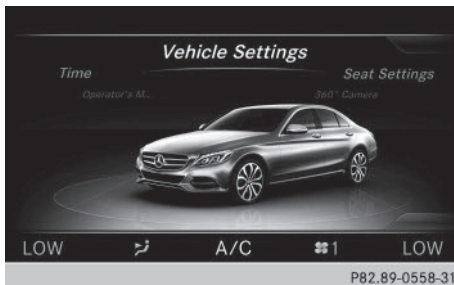 Vehicle Settings
Time Seat Settings
Operator's M... 360° Camera
LOW A/C 1 LOW
P82.89-0558-31